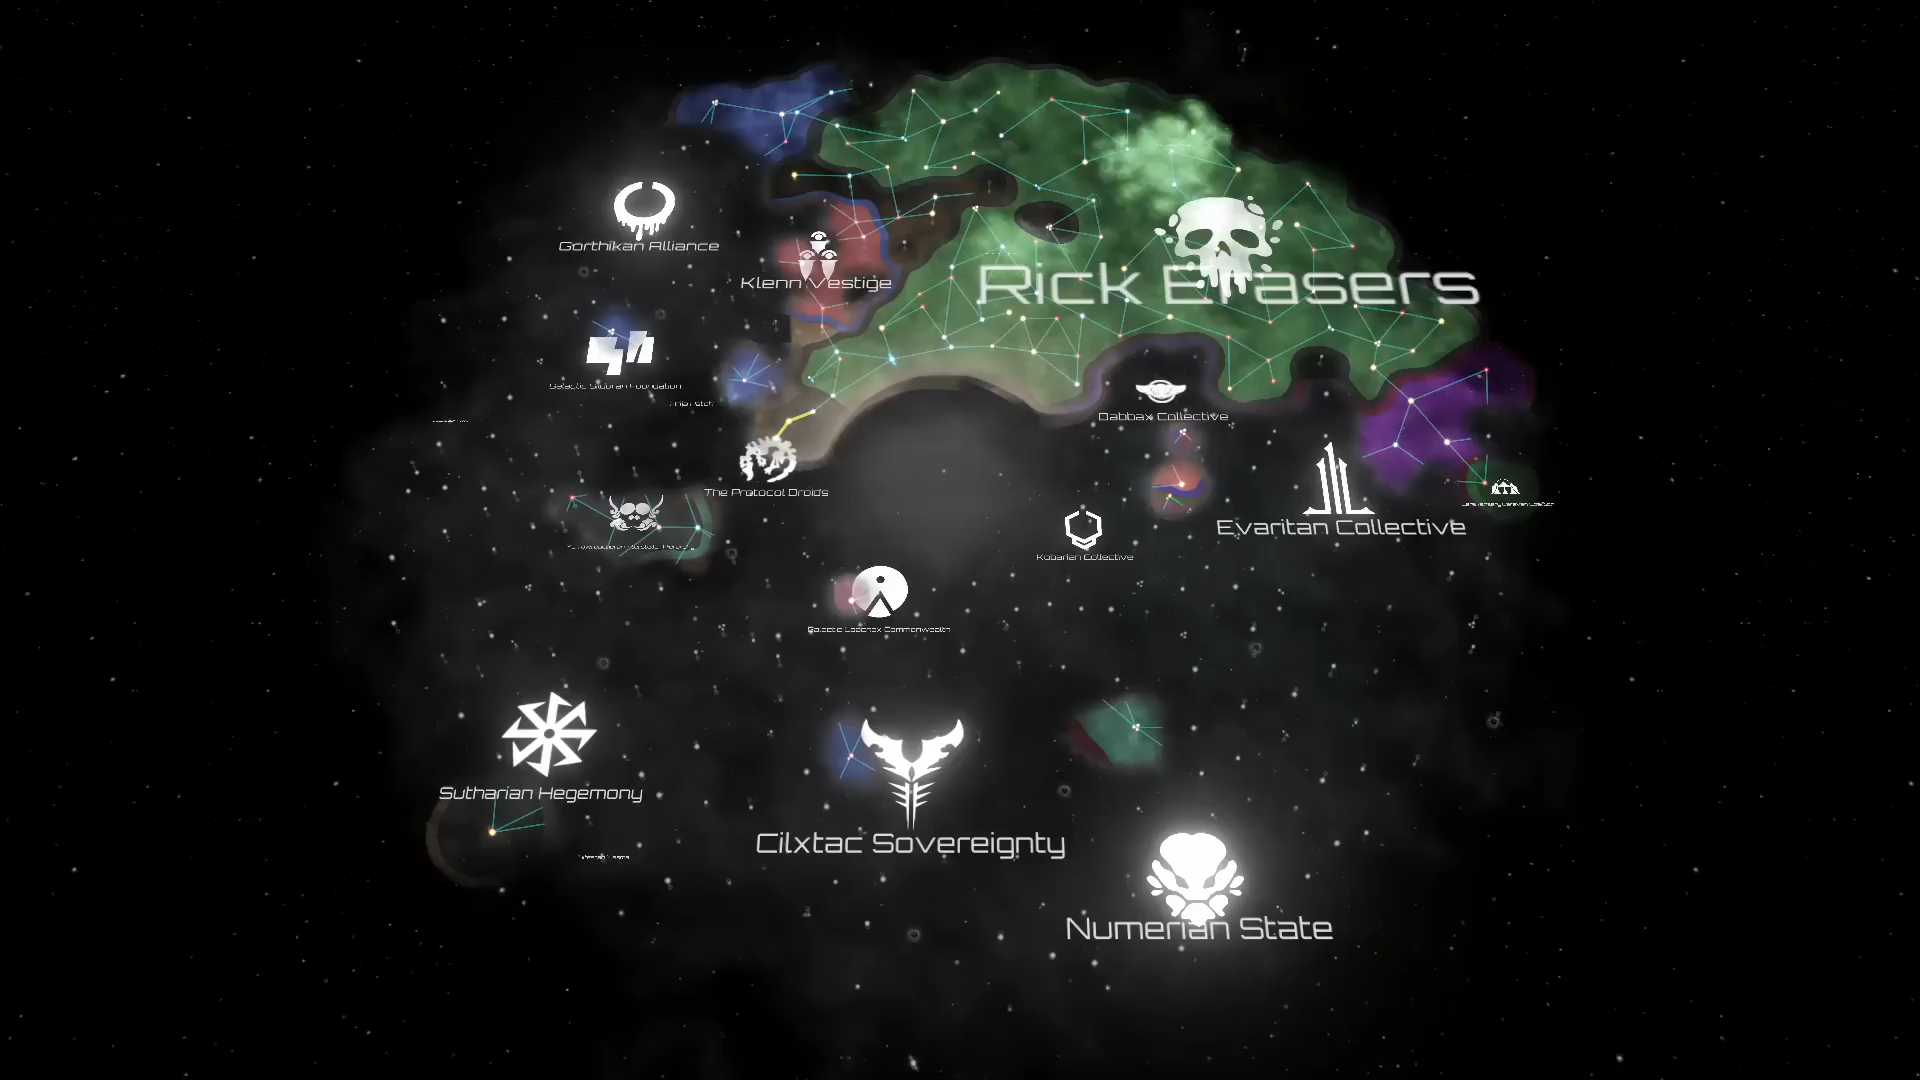 Gorthikan Alliance
Klenn Vestige
Rick Erasers
Dabbax Collective
The Protocol Droids
Evaritan Collective
Kobarian Collective
Sutharian Hegemony
Cilxtac Sovereignty
Numerian State